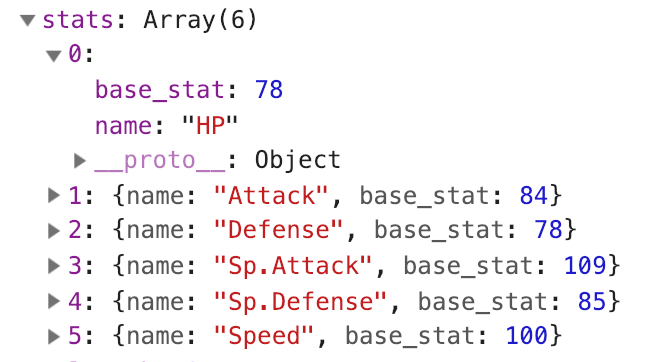 stats: Array(6)
0:
base_stat: 78
name: "HP"
__proto__: Object
1: {name: "Attack", base_stat: 84}
2: {name: "Defense", base_stat: 78}
3: {name: "Sp.Attack", base_stat: 109}
4: {name: "Sp.Defense", base_stat: 85}
5: {name: "Speed", base_stat: 100}